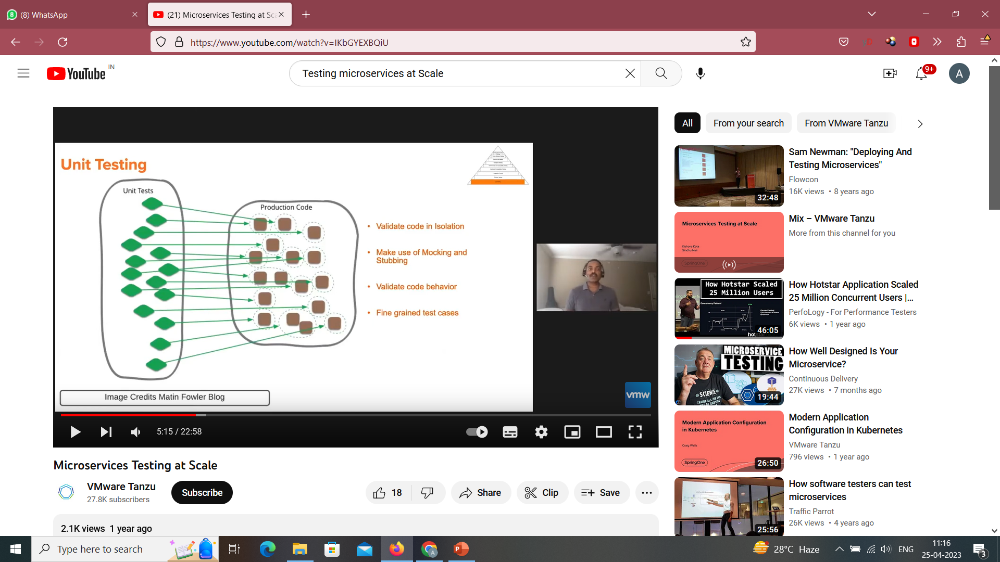 (8) WhatsApp
(21) Microservices Testing at Sca
https://www.youtube.com/watch?v=IKbGYEXBQiU
YouTube IN
Testing microservices at Scale
9+
A
All
From your search
From VMware Tanzu
Unit Testing
Unit Tests
Production Code
• Validate code in Isolation
• Make use of Mocking and
Stubbing
• Validate code behavior
• Fine grained test cases
Image Credits Matin Fowler Blog
vmw
5:15 / 22:58
Microservices Testing at Scale
VMware Tanzu
27.8K subscribers
Subscribe
18
Share
Clip
Save
2.1K views 1 year ago
32:48
Sam Newman: "Deploying And
Testing Microservices"
Flowcon
16K views • 8 years ago
Microservices Testing at Scale
Kishore Kota
Sindhu Nair
SpringOne
Mix – VMware Tanzu
More from this channel for you
How Hotstar Scaled
25 Million Users
Concurrency Pattern!
46:05
How Hotstar Application Scaled
25 Million Concurrent Users |...
PerfoLogy - For Performance Testers
6K views • 1 year ago
MICROSERVICE
TESTING
SCIENCE
19:44
How Well Designed Is Your
Microservice?
Continuous Delivery
27K views • 7 months ago
Modern Application Configuration
in Kubernetes
Craig Walls
SpringOne
26:50
Modern Application
Configuration in Kubernetes
VMware Tanzu
796 views • 1 year ago
25:56
How software testers can test
microservices
Traffic Parrot
26K views • 4 years ago
Type here to search
28°C Haze
ENG
11:16
25-04-2023
3